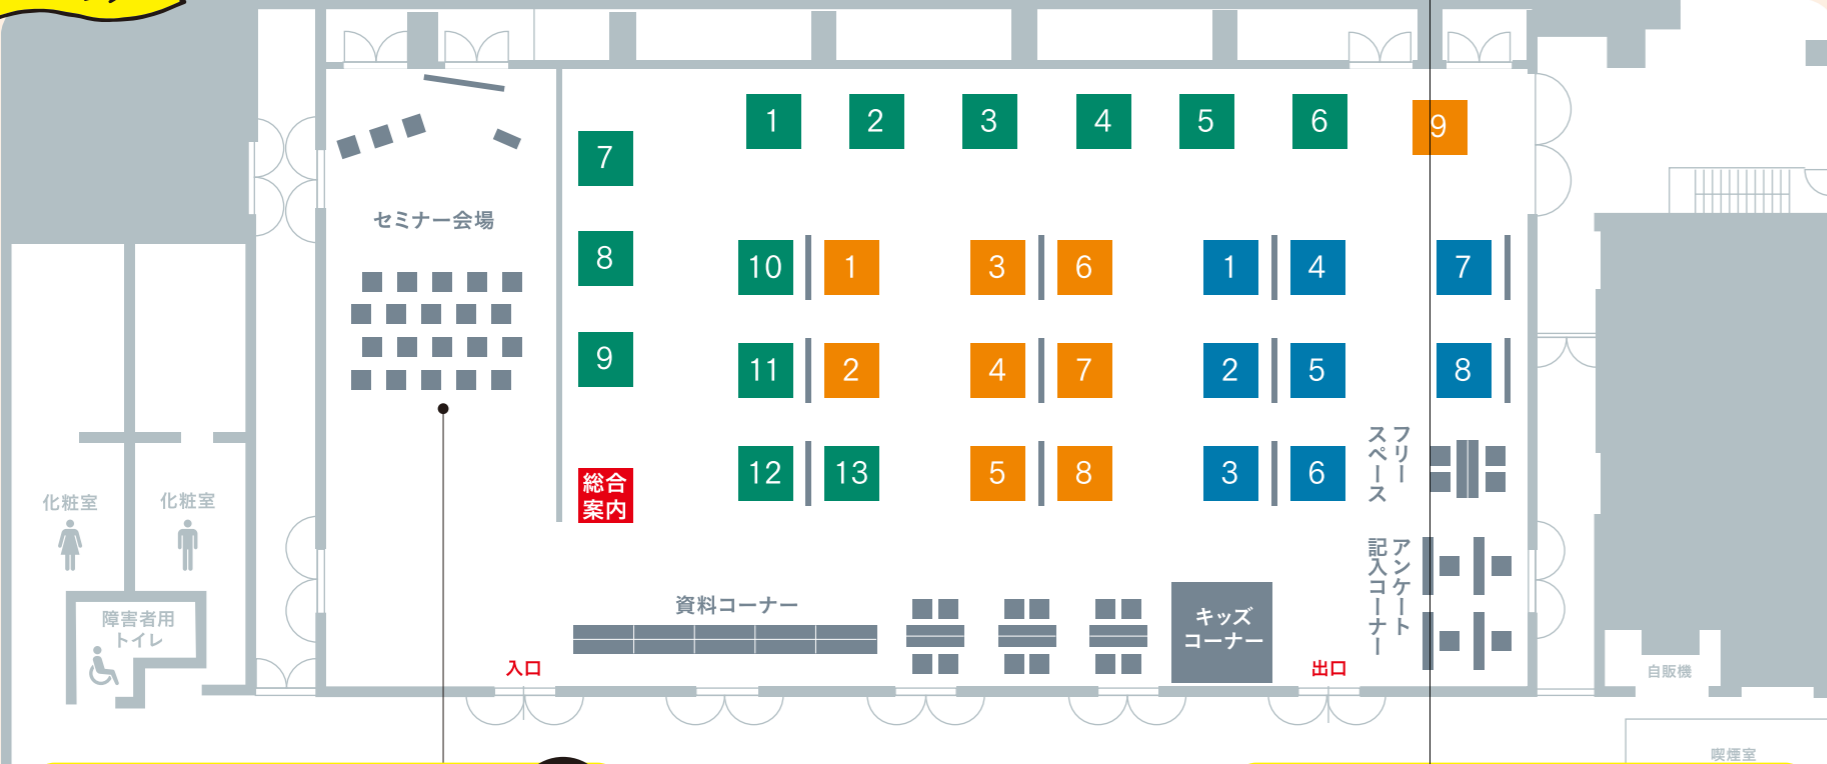 1
2
3
4
5
6
9
7
セミナー会場
8
10
1
3
6
1
4
7
9
11
2
4
7
2
5
8
12
13
5
8
3
6
フリー
スペース
総合
案内
化粧室
化粧室
アンケート
記入コーナー
障害者用
トイレ
資料コーナー
キッズ
コーナー
入口
出口
自販機
喫煙室